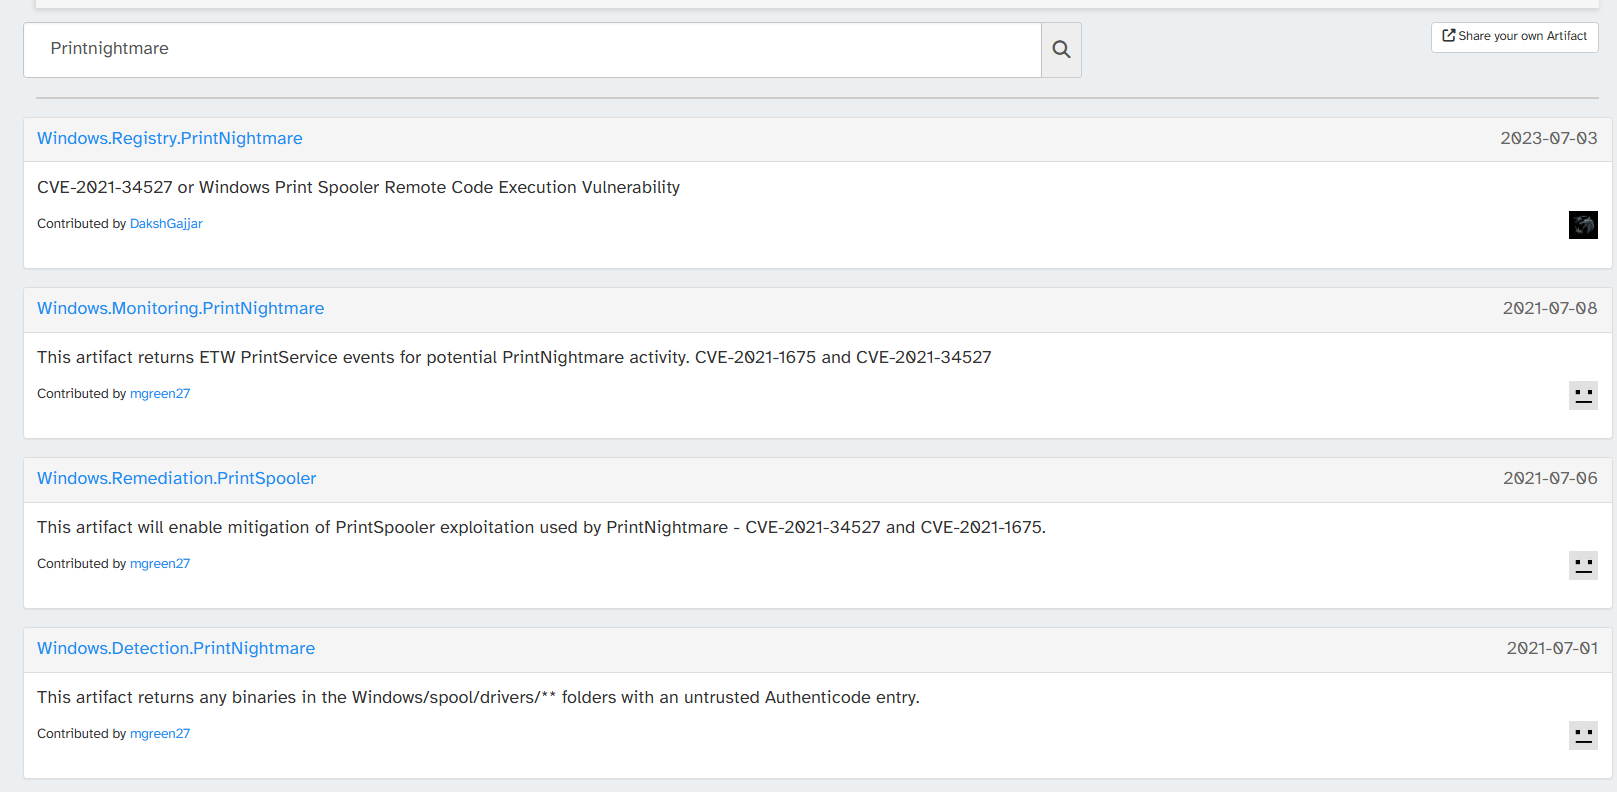 Printnightmare
Share your own Artifact
Windows.Registry.PrintNightmare 2023-07-03
CVE-2021-34527 or Windows Print Spooler Remote Code Execution Vulnerability
Contributed by DakshGajjar
Windows.Monitoring.PrintNightmare 2021-07-08
This artifact returns ETW PrintService events for potential PrintNightmare activity. CVE-2021-1675 and CVE-2021-34527
Contributed by mgreen27
Windows.Remediation.PrintSpooler 2021-07-06
This artifact will enable mitigation of PrintSpooler exploitation used by PrintNightmare - CVE-2021-34527 and CVE-2021-1675.
Contributed by mgreen27
Windows.Detection.PrintNightmare 2021-07-01
This artifact returns any binaries in the Windows/spool/drivers/** folders with an untrusted Authenticode entry.
Contributed by mgreen27